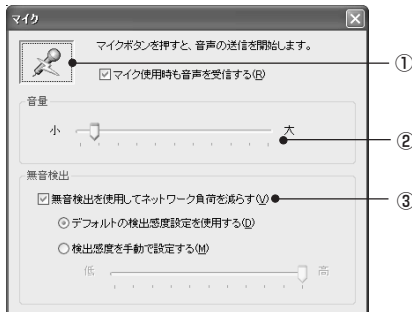 マイク
マイクボタンを押すと、音声の送信を開始します。
マイク使用時も音声を受信する(R)
①
音量
小
大
②
無音検出
無音検出を使用してネットワーク負荷を減らす(V)
③
デフォルトの検出感度設定を使用する(D)
検出感度を手動で設定する(M)
低
高